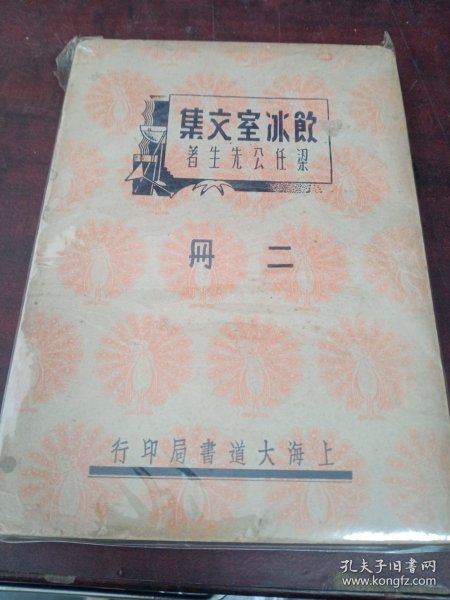 飲冰室文集
梁任公先生著
二冊
上海大道書局印行
孔夫子旧书网
www.kongfz.com